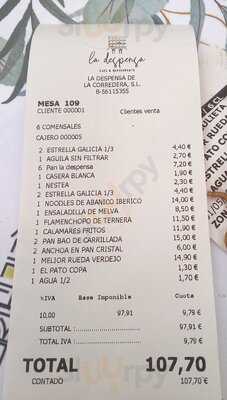 la despensa
CAFE & RESTAURANTE
LA DESPENSA DE
LA CORREDERA, S.L.
B-56115355
MESA 109
CLIENTE 000001 Clientes venta
6 COMENSALES
CAJERO 000005
2 ESTRELLA GALICIA 1/3 4,40 €
1 AGUILA SIN FILTRAR 2,70 €
6 Pan la despensa 7,20 €
1 CASERA BLANCA 1,90 €
1 NESTEA 2,30 €
2 ESTRELLA GALICIA 1/3 4,40 €
1 NOODLES DE ABANICO IBERICO 14,00 €
1 ENSALADILLA DE MELVA 8,50 €
1 FLAMENCHOPO DE TERNERA 11,50 €
1 CALAMARES FRITOS 11,90 €
2 PAN BAO DE CARRILLADA 15,00 €
2 ANCHOA EN PAN CRISTAL 6,00 €
1 MEJOR RUEDA VERDEJO 14,90 €
1 EL PATO COPA 1,30 €
1 AGUA 1/2 1,70 €
%IVA Base Imponible Cuota
10,00 97,91 9,79 €
SUBTOTAL : 97,91 €
TOTAL IVA : 9,79 €
TOTAL 107,70
CONTADO 107,70 €